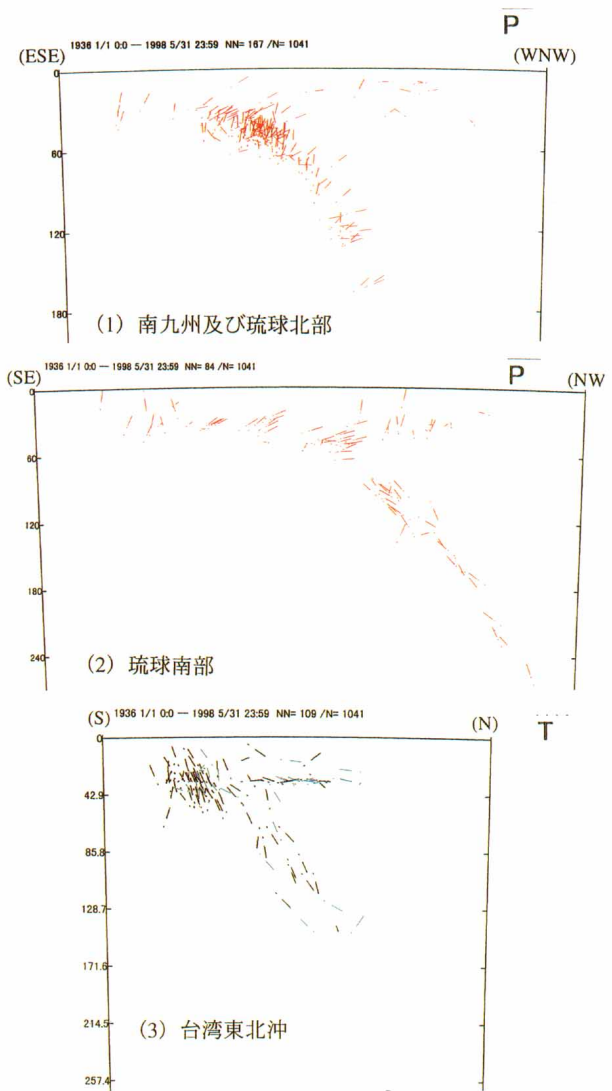 P
1936 1/1 0:0 — 1998 5/31 23:59 NN= 167 /N= 1041
(ESE) (WNW)
0
60
120
180
(1) 南九州及び琉球北部
1936 1/1 0:0 — 1998 5/31 23:59 NN= 84 /N= 1041
P
(SE) (NW
0
60
120
180
240
(2) 琉球南部
(S) 1936 1/1 0:0 — 1998 5/31 23:59 NN= 109 /N= 1041 (N)
T
0
42.9
85.8
128.7
171.6
214.5
257.4
(3) 台湾東北沖